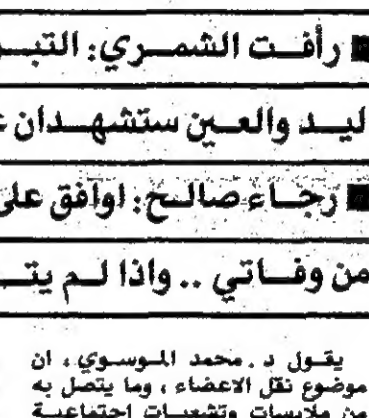 رأفت الشمري: التبـ
ليد والعين ستشهدان
رجاء صالح: اوافق على
من وفاتي .. واذا لم يتـ
يقول د. محمد الموسوي، ان
موضوع نقل الاعضاء، وما يتصل به
من ملابسات وتشعبات اجتماعية